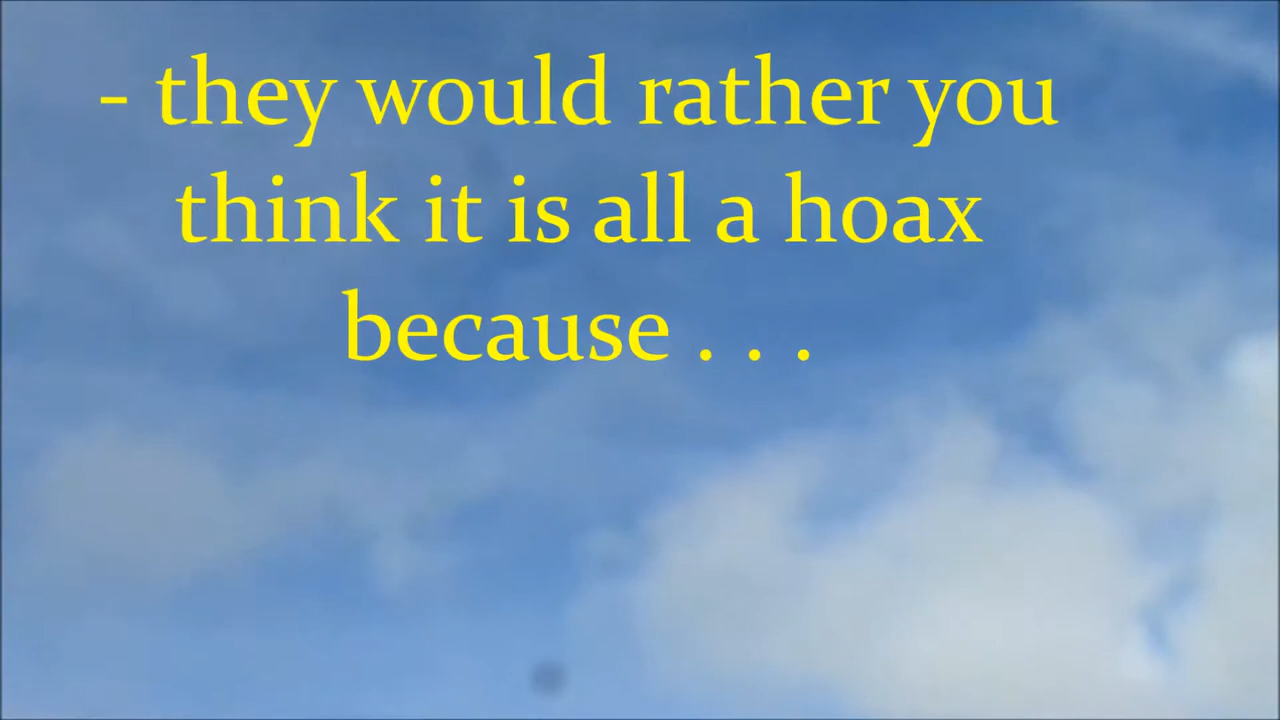 - they would rather you
think it is all a hoax
because . . .